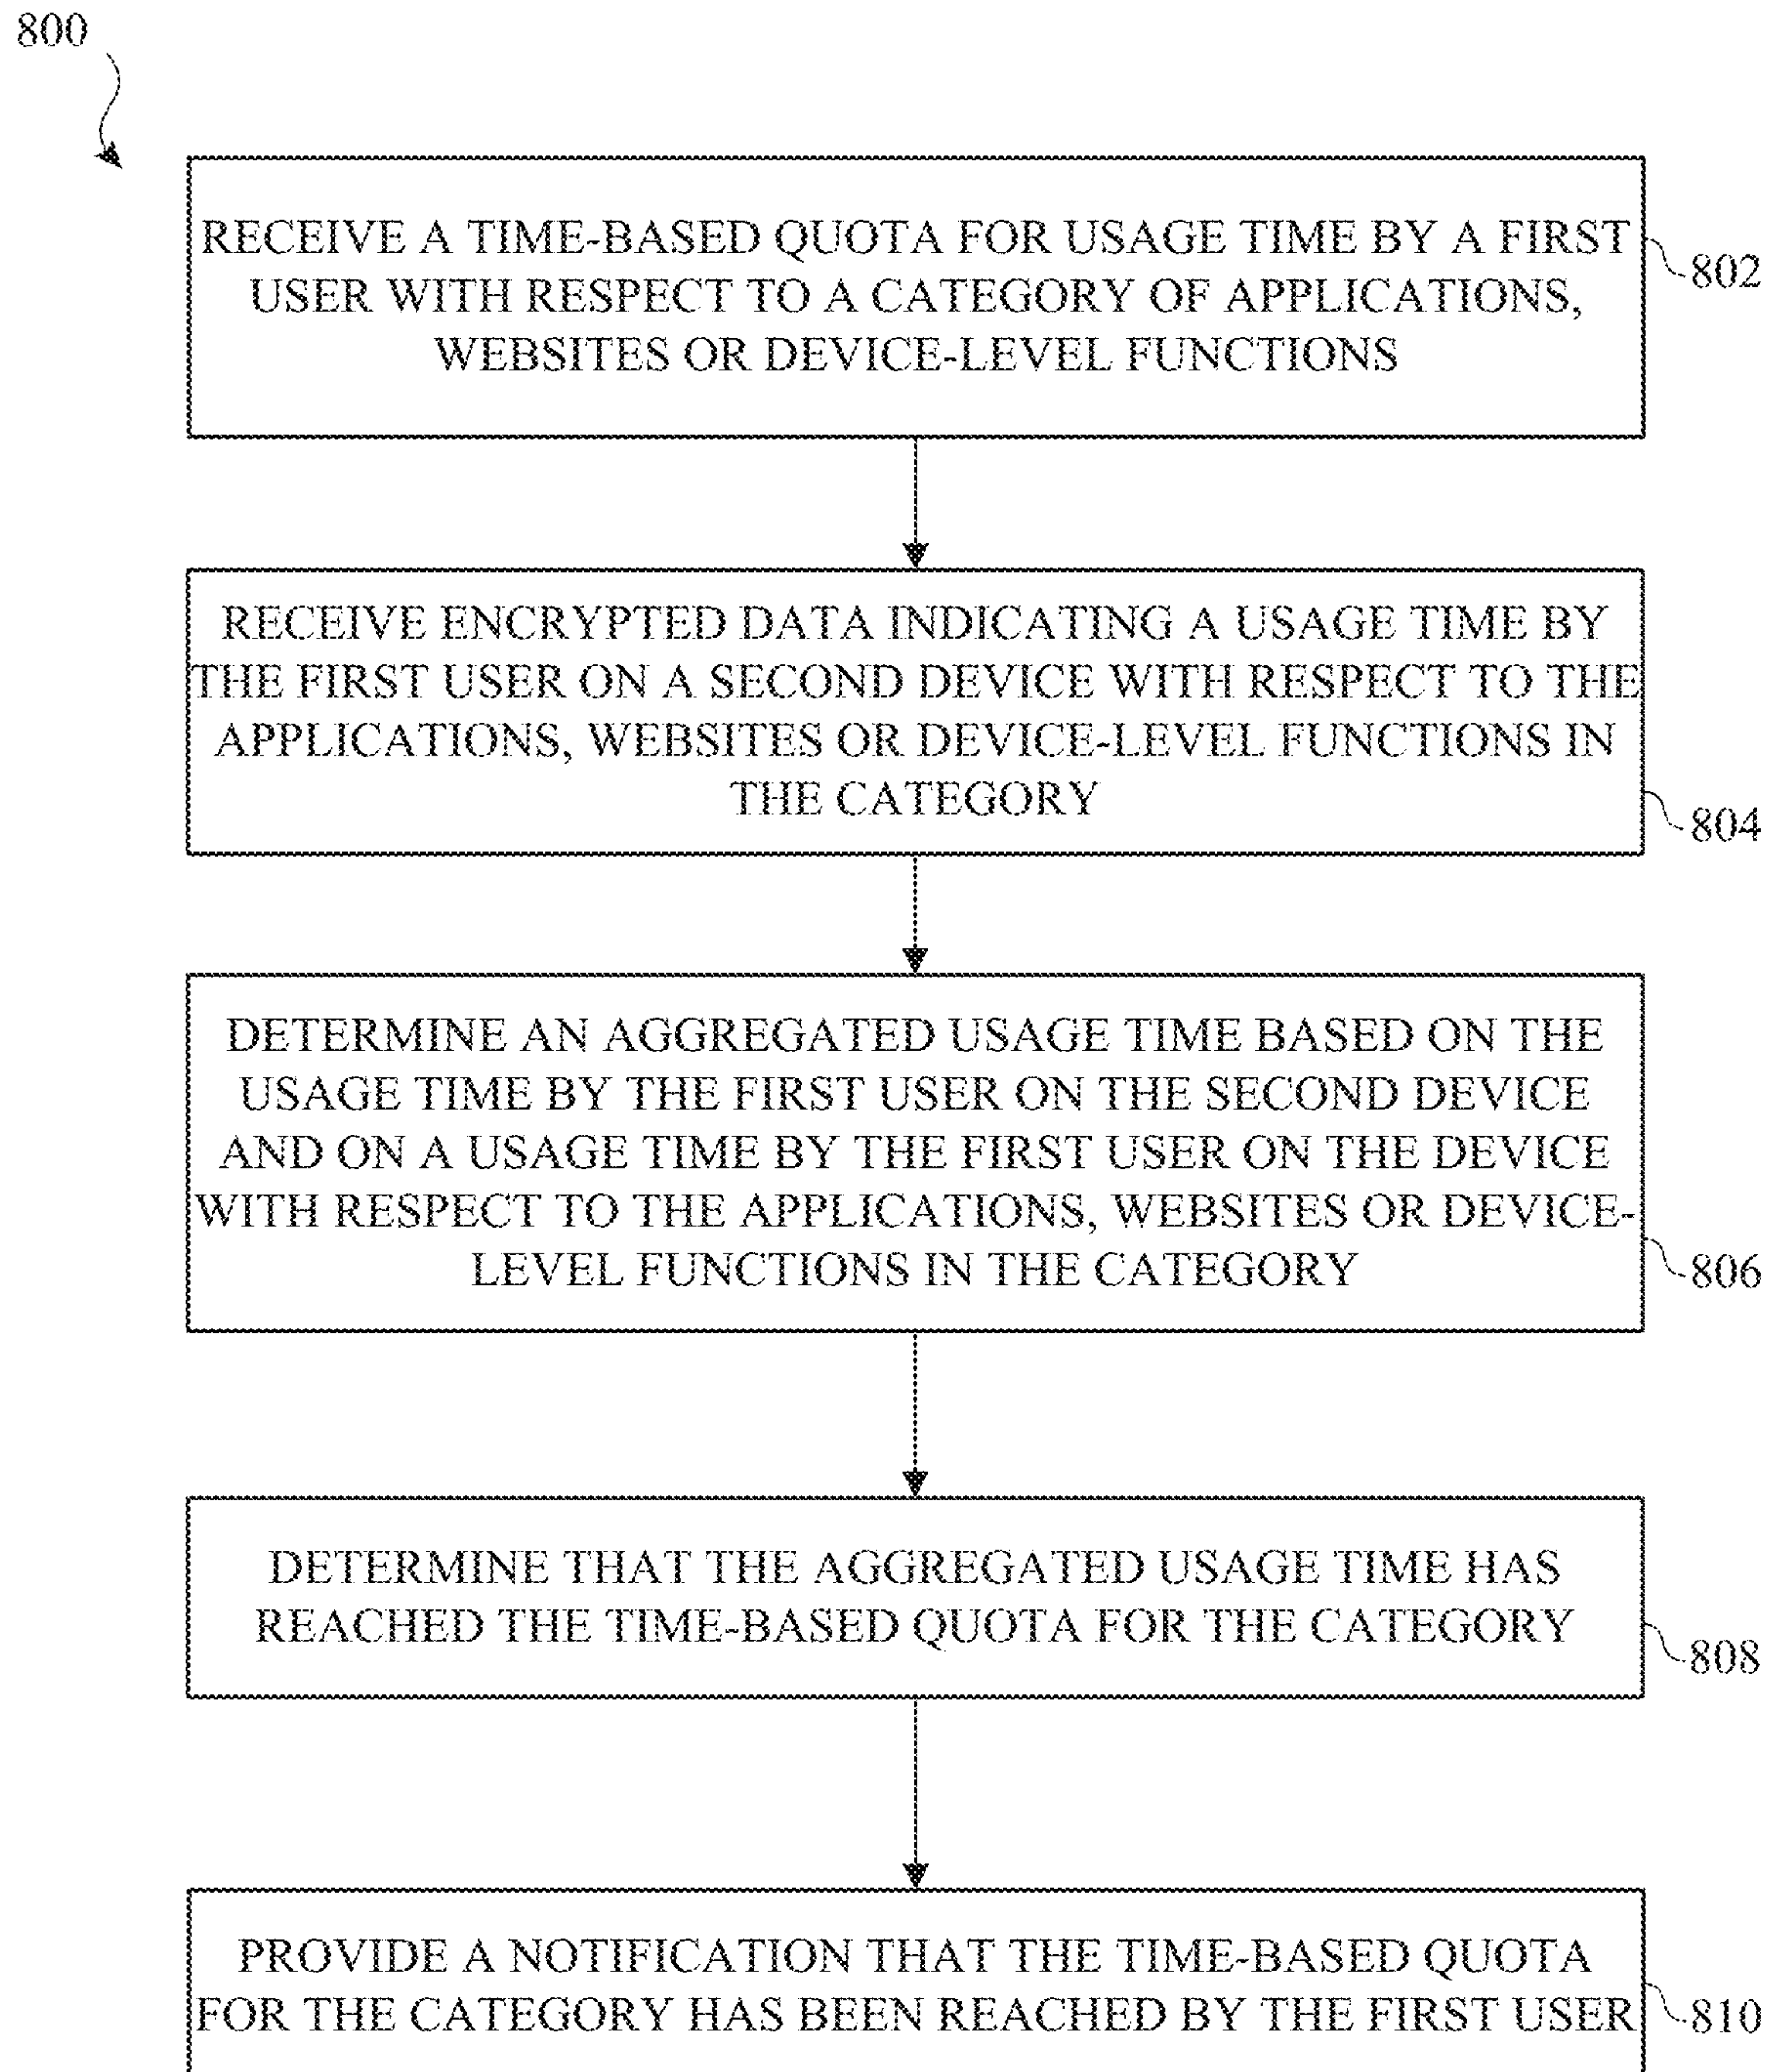 800
RECEIVE A TIME-BASED QUOTA FOR USAGE TIME BY A FIRST
USER WITH RESPECT TO A CATEGORY OF APPLICATIONS,
WEBSITES OR DEVICE-LEVEL FUNCTIONS
802
RECEIVE ENCRYPTED DATA INDICATING A USAGE TIME BY
THE FIRST USER ON A SECOND DEVICE WITH RESPECT TO THE
APPLICATIONS, WEBSITES OR DEVICE-LEVEL FUNCTIONS IN
THE CATEGORY
804
DETERMINE AN AGGREGATED USAGE TIME BASED ON THE
USAGE TIME BY THE FIRST USER ON THE SECOND DEVICE
AND ON A USAGE TIME BY THE FIRST USER ON THE DEVICE
WITH RESPECT TO THE APPLICATIONS, WEBSITES OR DEVICE-
LEVEL FUNCTIONS IN THE CATEGORY
806
DETERMINE THAT THE AGGREGATED USAGE TIME HAS
REACHED THE TIME-BASED QUOTA FOR THE CATEGORY
808
PROVIDE A NOTIFICATION THAT THE TIME-BASED QUOTA
FOR THE CATEGORY HAS BEEN REACHED BY THE FIRST USER
810